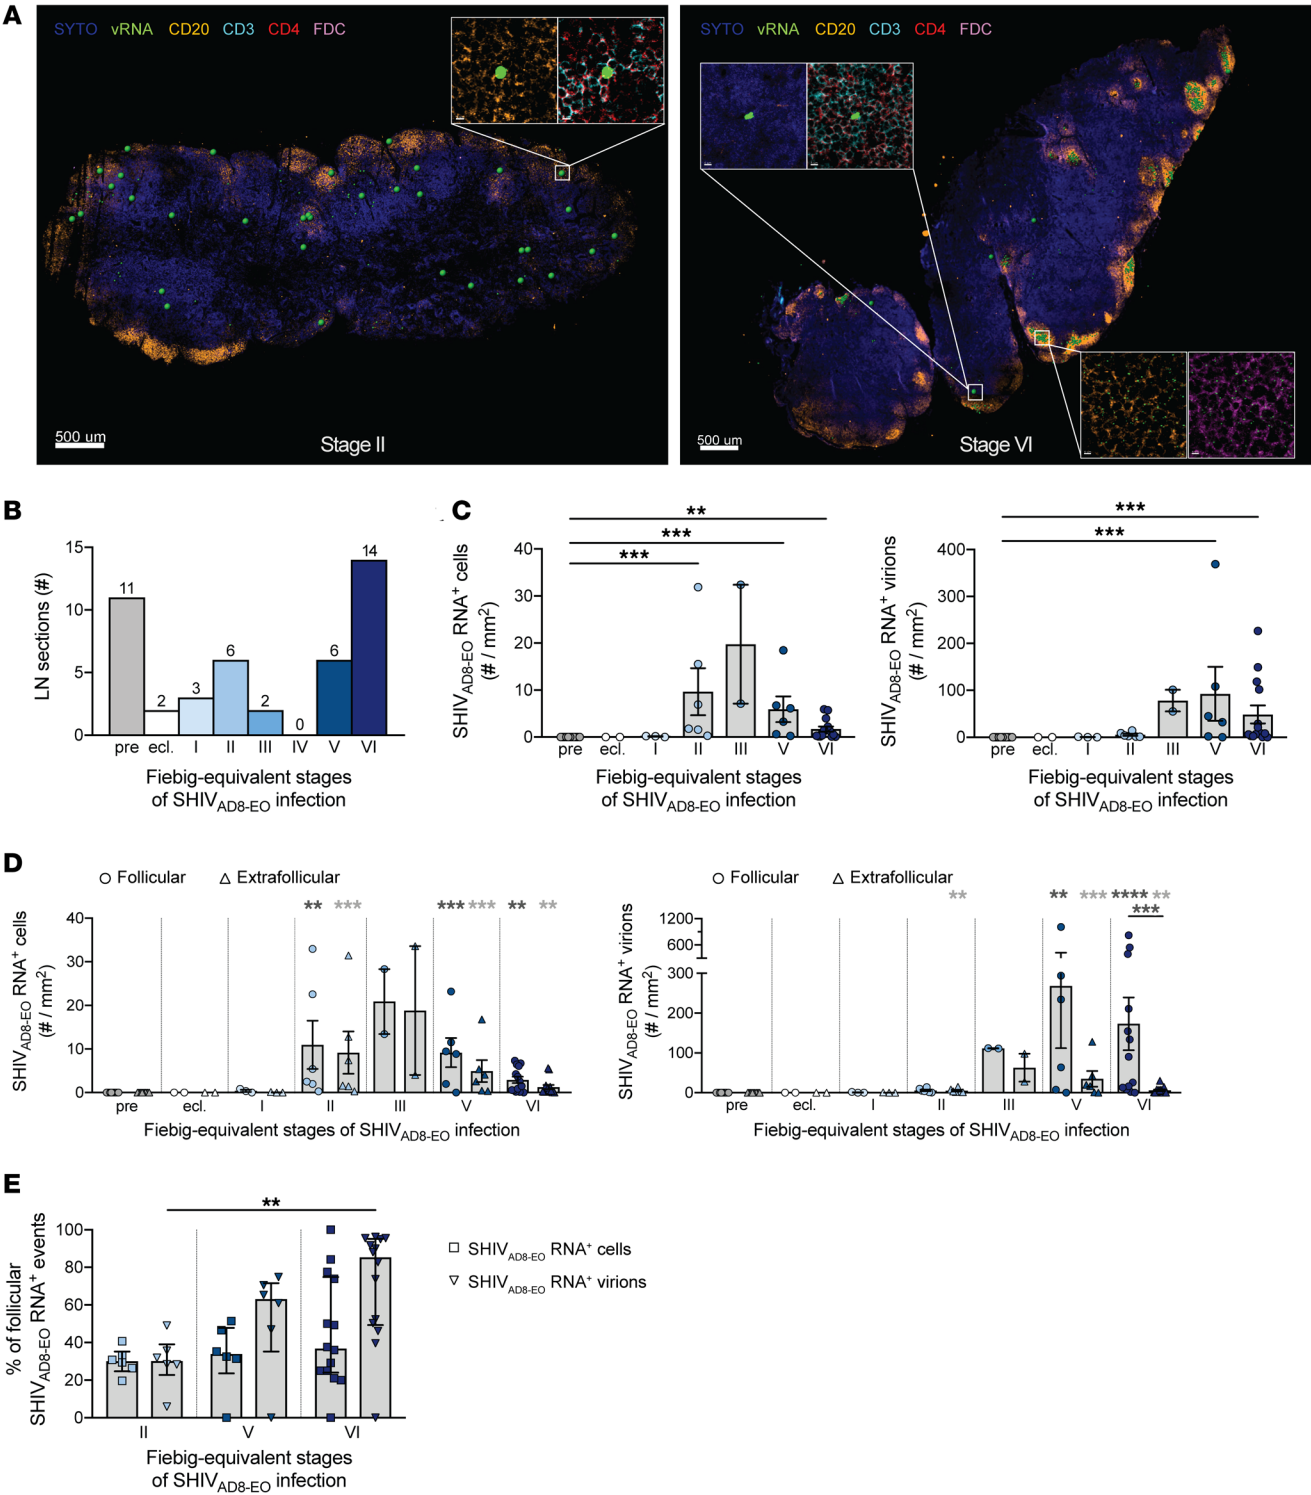 A
SYTO vRNA CD20 CD3 CD4 FDC
500 um
Stage II
SYTO vRNA CD20 CD3 CD4 FDC
500 um
Stage VI
B
LN sections (#)
15
10
5
0
11
2
3
6
2
0
6
14
pre ecl. I II III IV V VI
Fiebig-equivalent stages
of SHIVAD8-EO infection
C
SHIVAD8-EO RNA+ cells
(# / mm2)
40
30
20
10
0
**
***
***
pre ecl. I II III V VI
Fiebig-equivalent stages
of SHIVAD8-EO infection
SHIVAD8-EO RNA+ virions
(# / mm2)
400
300
200
100
0
***
***
pre ecl. I II III V VI
Fiebig-equivalent stages
of SHIVAD8-EO infection
D
Follicular Extrafollicular
SHIVAD8-EO RNA+ cells
(# / mm2)
40
30
20
10
0
** *** *** *** ** **
pre ecl. I II III V VI
Fiebig-equivalent stages of SHIVAD8-EO infection
Follicular Extrafollicular
SHIVAD8-EO RNA+ virions
(# / mm2)
1200
600
300
200
100
0
** ** *** **** **
***
pre ecl. I II III V VI
Fiebig-equivalent stages of SHIVAD8-EO infection
E
% of follicular
SHIVAD8-EO RNA+ events
100
80
60
40
20
0
**
II V VI
Fiebig-equivalent stages
of SHIVAD8-EO infection
SHIVAD8-EO RNA+ cells
SHIVAD8-EO RNA+ virions